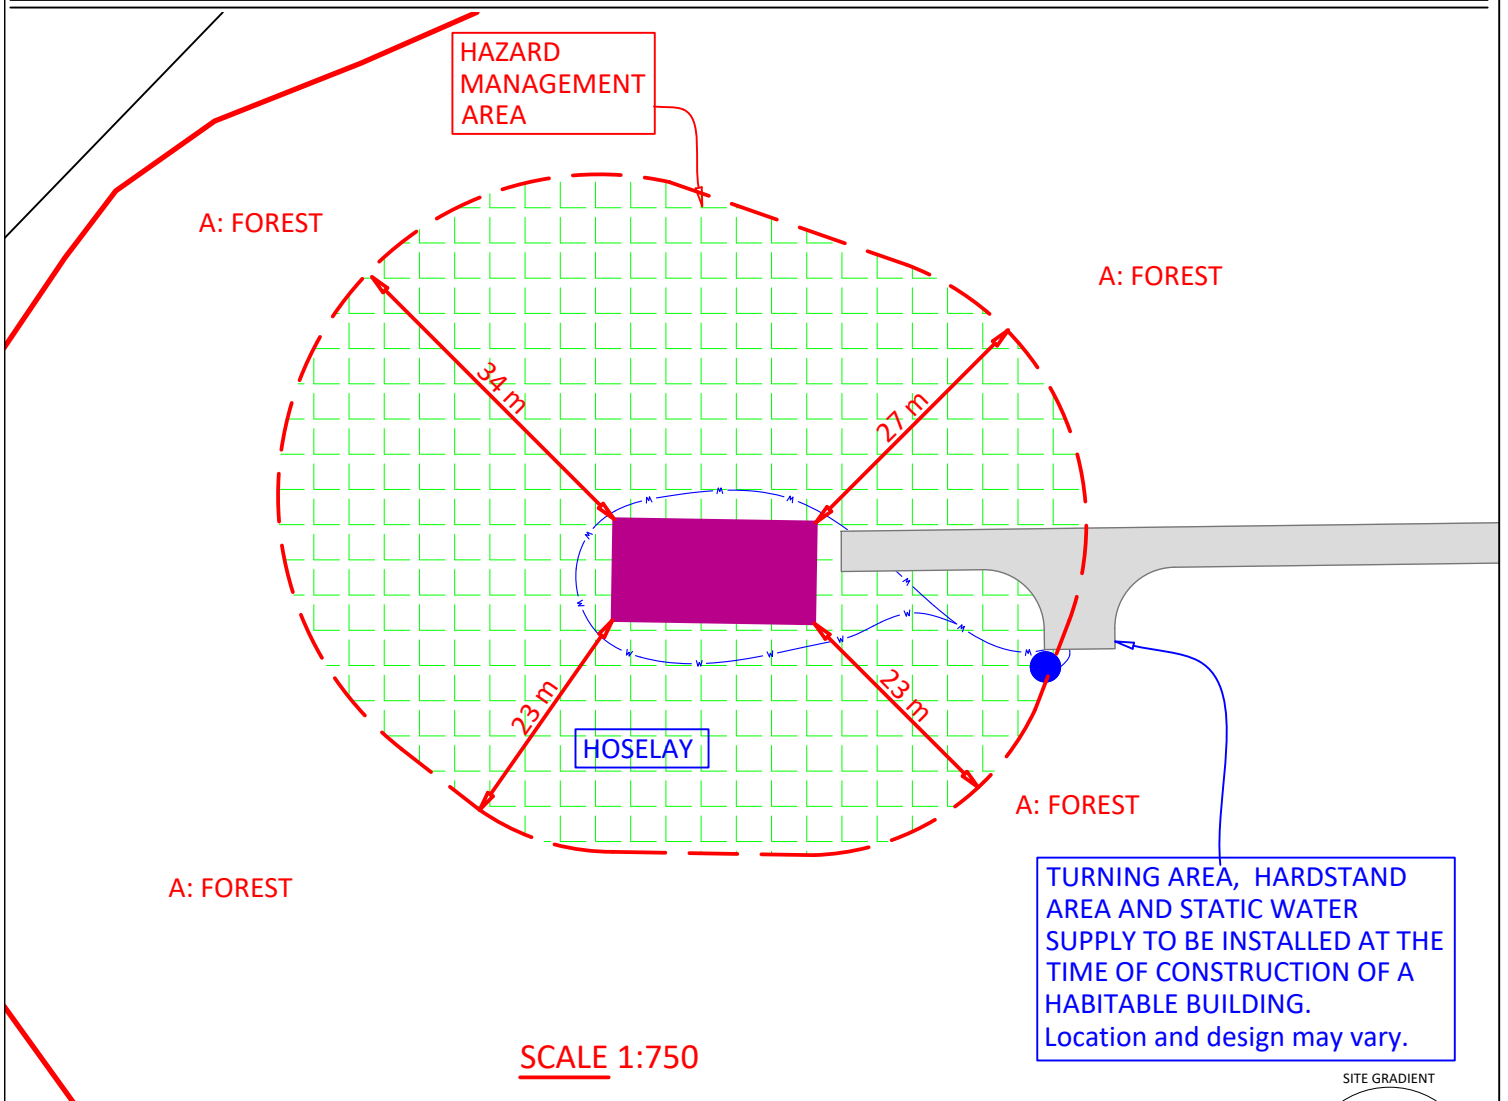 HAZARD
MANAGEMENT
AREA
A: FOREST
A: FOREST
34 m
27 m
W
W
W
W
W
W
W
W
W
W
W
W
W
23 m
23 m
HOSELAY
A: FOREST
A: FOREST
TURNING AREA, HARDSTAND
AREA AND STATIC WATER
SUPPLY TO BE INSTALLED AT THE
TIME OF CONSTRUCTION OF A
HABITABLE BUILDING.
Location and design may vary.
SCALE 1:750
SITE GRADIENT